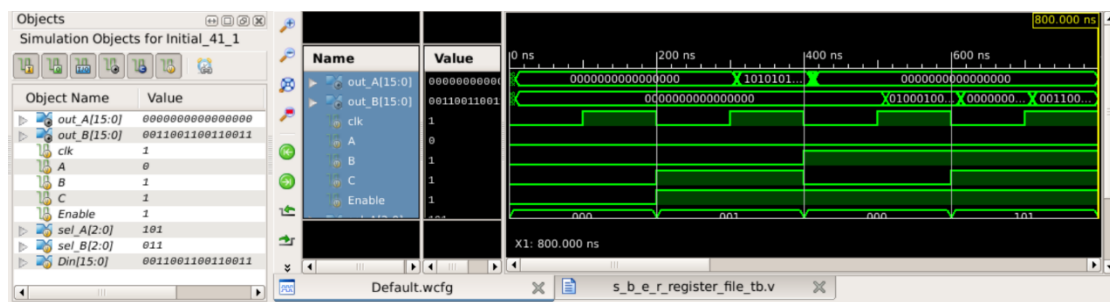 Objects
Simulation Objects for Initial_41_1
Object Name Value
out_A[15:0] 0000000000000000
out_B[15:0] 0011001100110011
clk 1
A 0
B 1
C 1
Enable 1
sel_A[2:0] 101
sel_B[2:0] 011
Din[15:0] 0011001100110011
800.000 ns
Name Value
0 ns 200 ns 400 ns 600 ns
out_A[15:0] 00000000000 0000000000000000 1010101... 0000000000000000
out_B[15:0] 00110011001 0000000000000000 01000100... 0000000... 001100...
clk 1
A 0
B 1
C 1
Enable 1
000 001 000 101
X1: 800.000 ns
Default.wcfg
s_b_e_r_register_file_tb.v